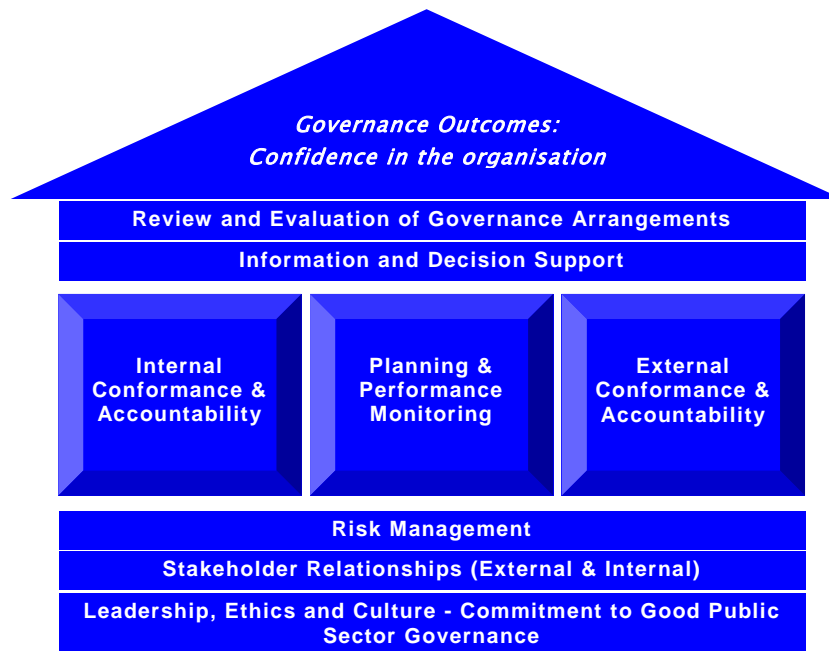 Governance Outcomes:
Confidence in the organisation
Review and Evaluation of Governance Arrangements
Information and Decision Support
Internal
Conformance &
Accountability
Planning &
Performance
Monitoring
External
Conformance &
Accountability
Risk Management
Stakeholder Relationships (External & Internal)
Leadership, Ethics and Culture - Commitment to Good Public
Sector Governance